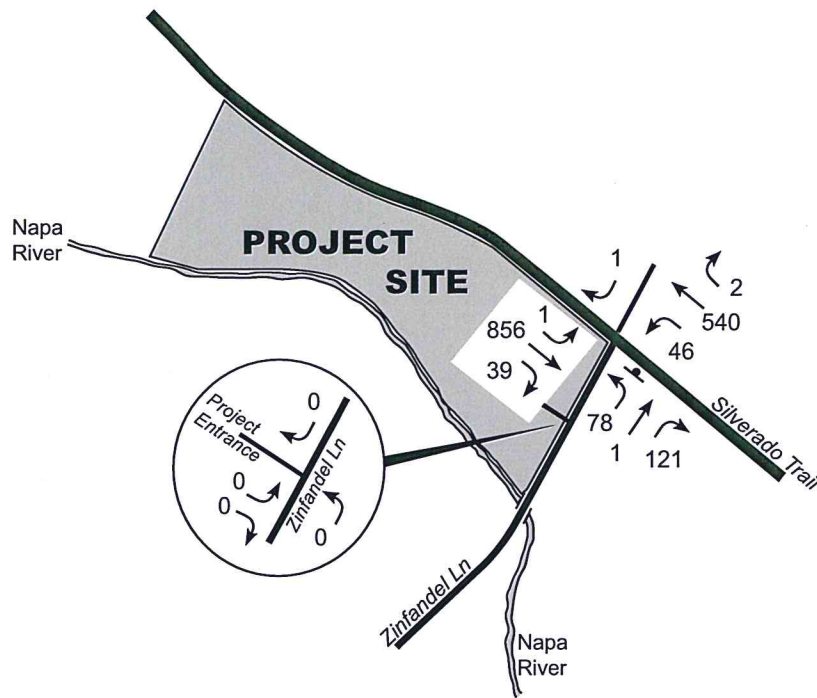 Napa
River
PROJECT
SITE
1
2
540
46
1
856
39
78
1
121
Silverado Trail
Project
Entrance
0
0
0
0
Zinfandel Ln
Zinfandel Ln
Napa
River